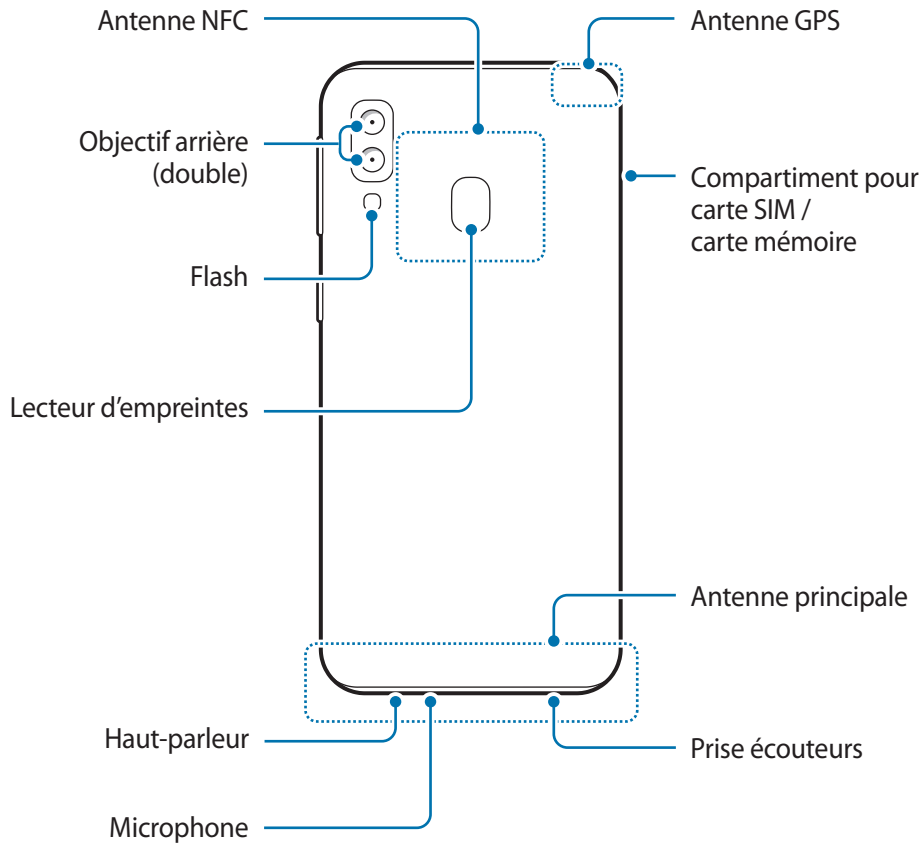 Antenne NFC
Antenne GPS
Objectif arrière
(double)
Compartiment pour
carte SIM /
carte mémoire
Flash
Lecteur d'empreintes
Antenne principale
Haut-parleur
Prise écouteurs
Microphone